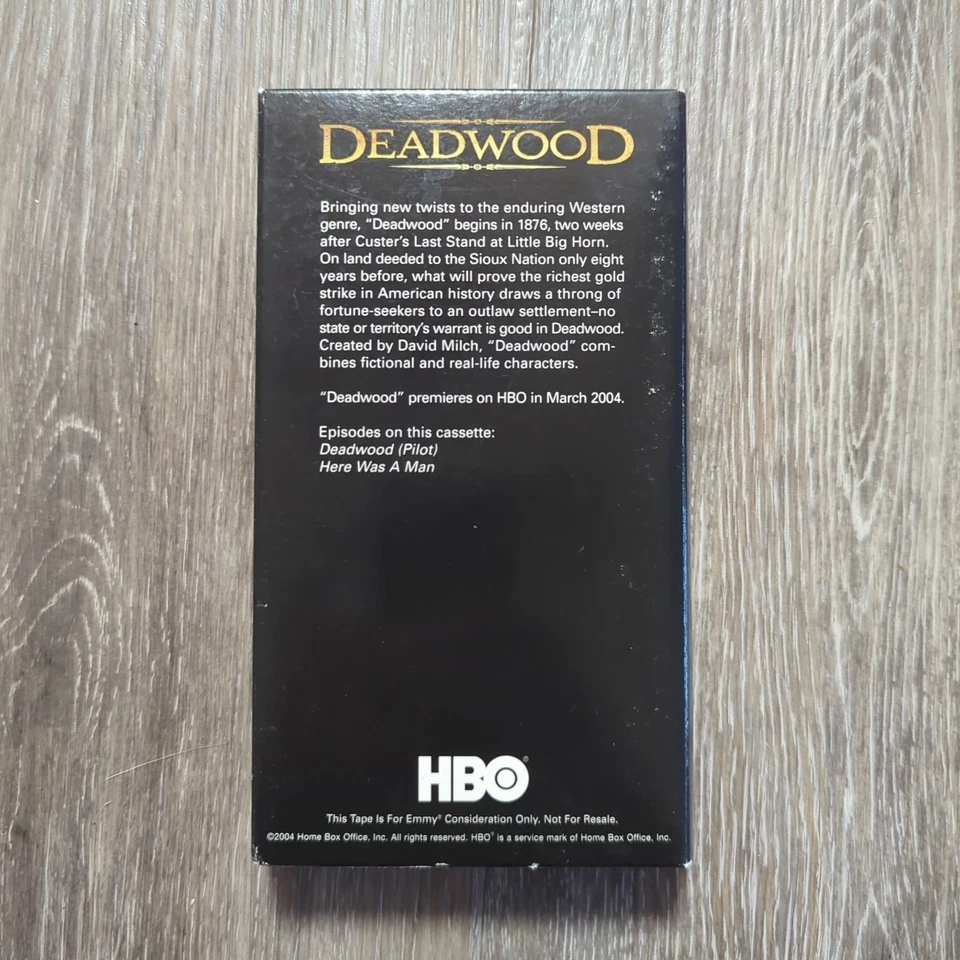 DEADWOOD
Bringing new twists to the enduring Western
genre, “Deadwood” begins in 1876, two weeks
after Custer’s Last Stand at Little Big Horn.
On land deeded to the Sioux Nation only eight
years before, what will prove the richest gold
strike in American history draws a throng of
fortune-seekers to an outlaw settlement–no
state or territory’s warrant is good in Deadwood.
Created by David Milch, “Deadwood” com-
bines fictional and real-life characters.
“Deadwood” premieres on HBO in March 2004.
Episodes on this cassette:
Deadwood (Pilot)
Here Was A Man
HBO®
This Tape Is For Emmy® Consideration Only. Not For Resale.
©2004 Home Box Office, Inc. All rights reserved. HBO® is a service mark of Home Box Office, Inc.